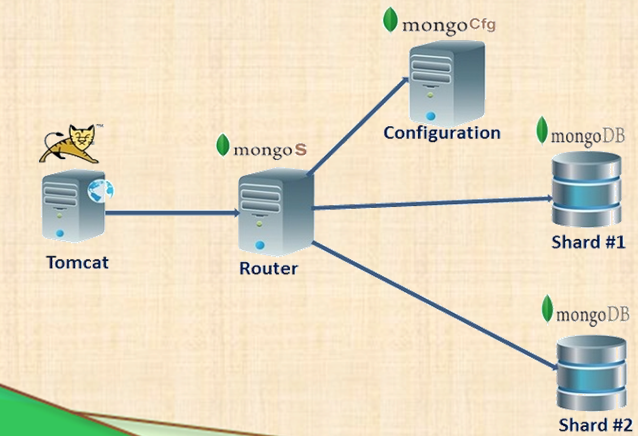 mongoCfg
Configuration
mongoDB
mongoS
Shard #1
Tomcat
Router
mongoDB
Shard #2